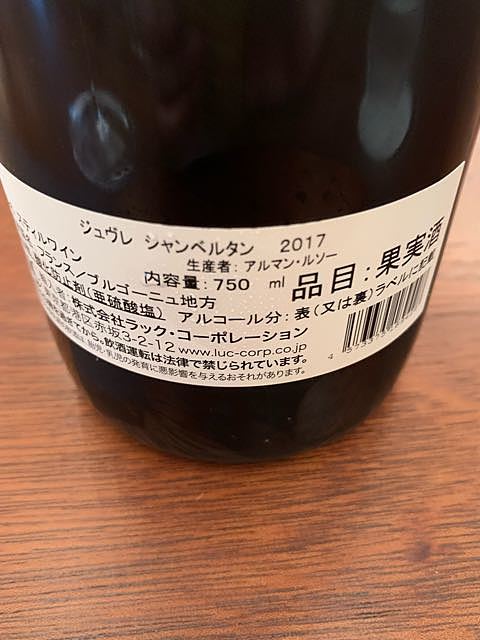 ジュヴレ シャンベルタン 2017
生産者:アルマン・ルソー
スティルワイン
内容量:750 ml
品目:果実酒
フランス/ブルゴーニュ地方
酸化防止剤(亜硫酸塩)
アルコール分:表(又は裏)ラベルに記載
株式会社ラック・コーポレーション
赤坂3-2-12 www.luc-corp.co.jp
飲酒運転は法律で禁じられています。
胎児・乳児の発育に悪影響を与えるおそれがあります。